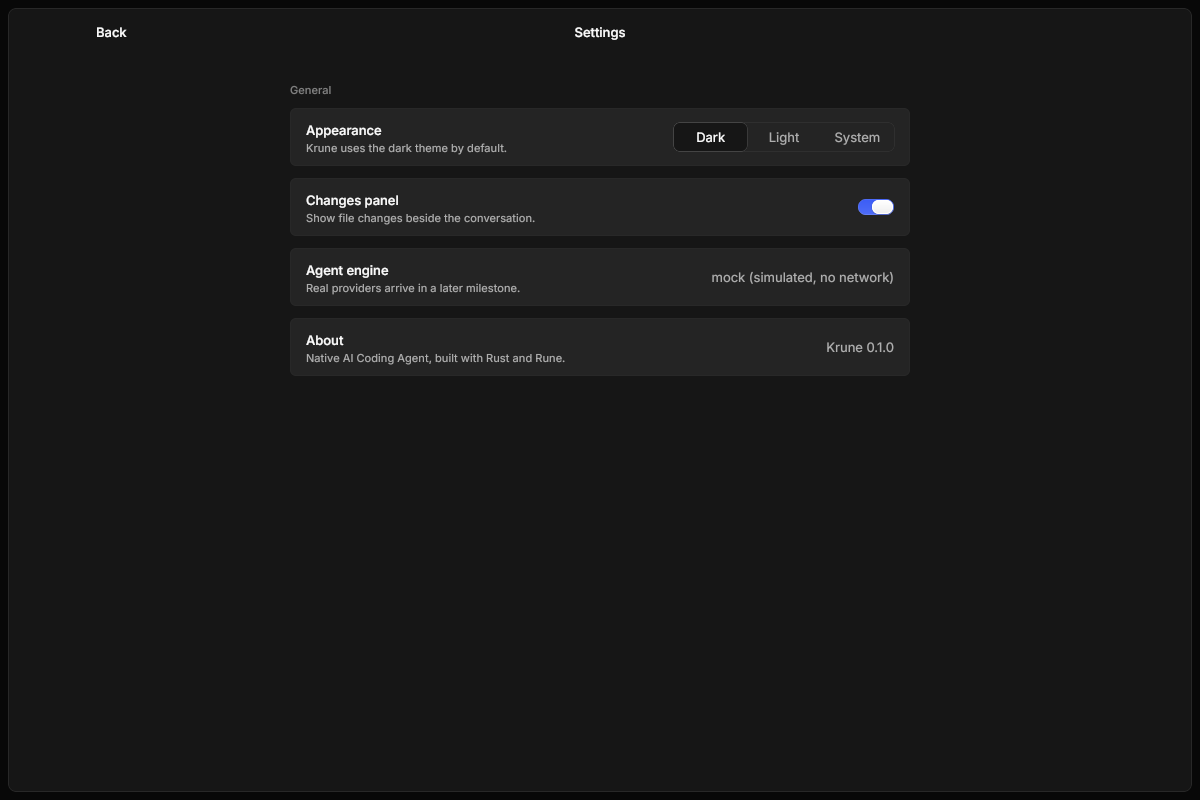 Back
Settings
General
Appearance
Krune uses the dark theme by default.
Dark
Light
System
Changes panel
Show file changes beside the conversation.
Agent engine
Real providers arrive in a later milestone.
mock (simulated, no network)
About
Native AI Coding Agent, built with Rust and Rune.
Krune 0.1.0